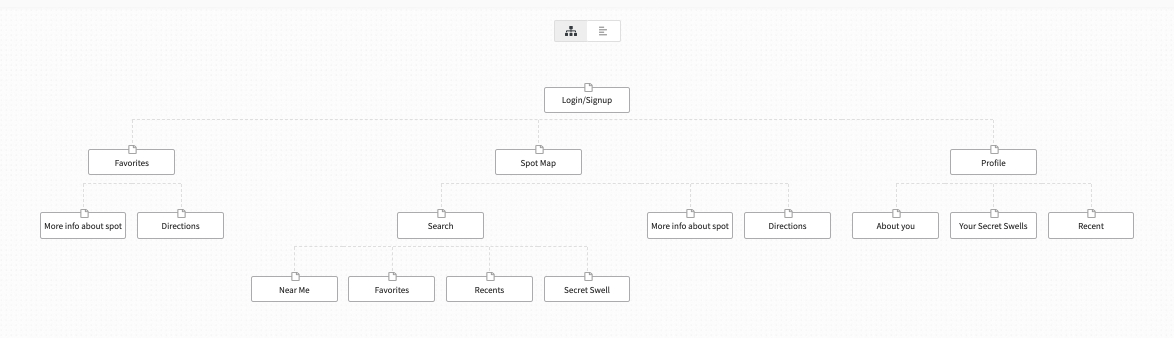 Login/Signup
Favorites
Spot Map
Profile
More info about spot
Directions
Search
More info about spot
Directions
About you
Your Secret Swells
Recent
Near Me
Favorites
Recents
Secret Swell